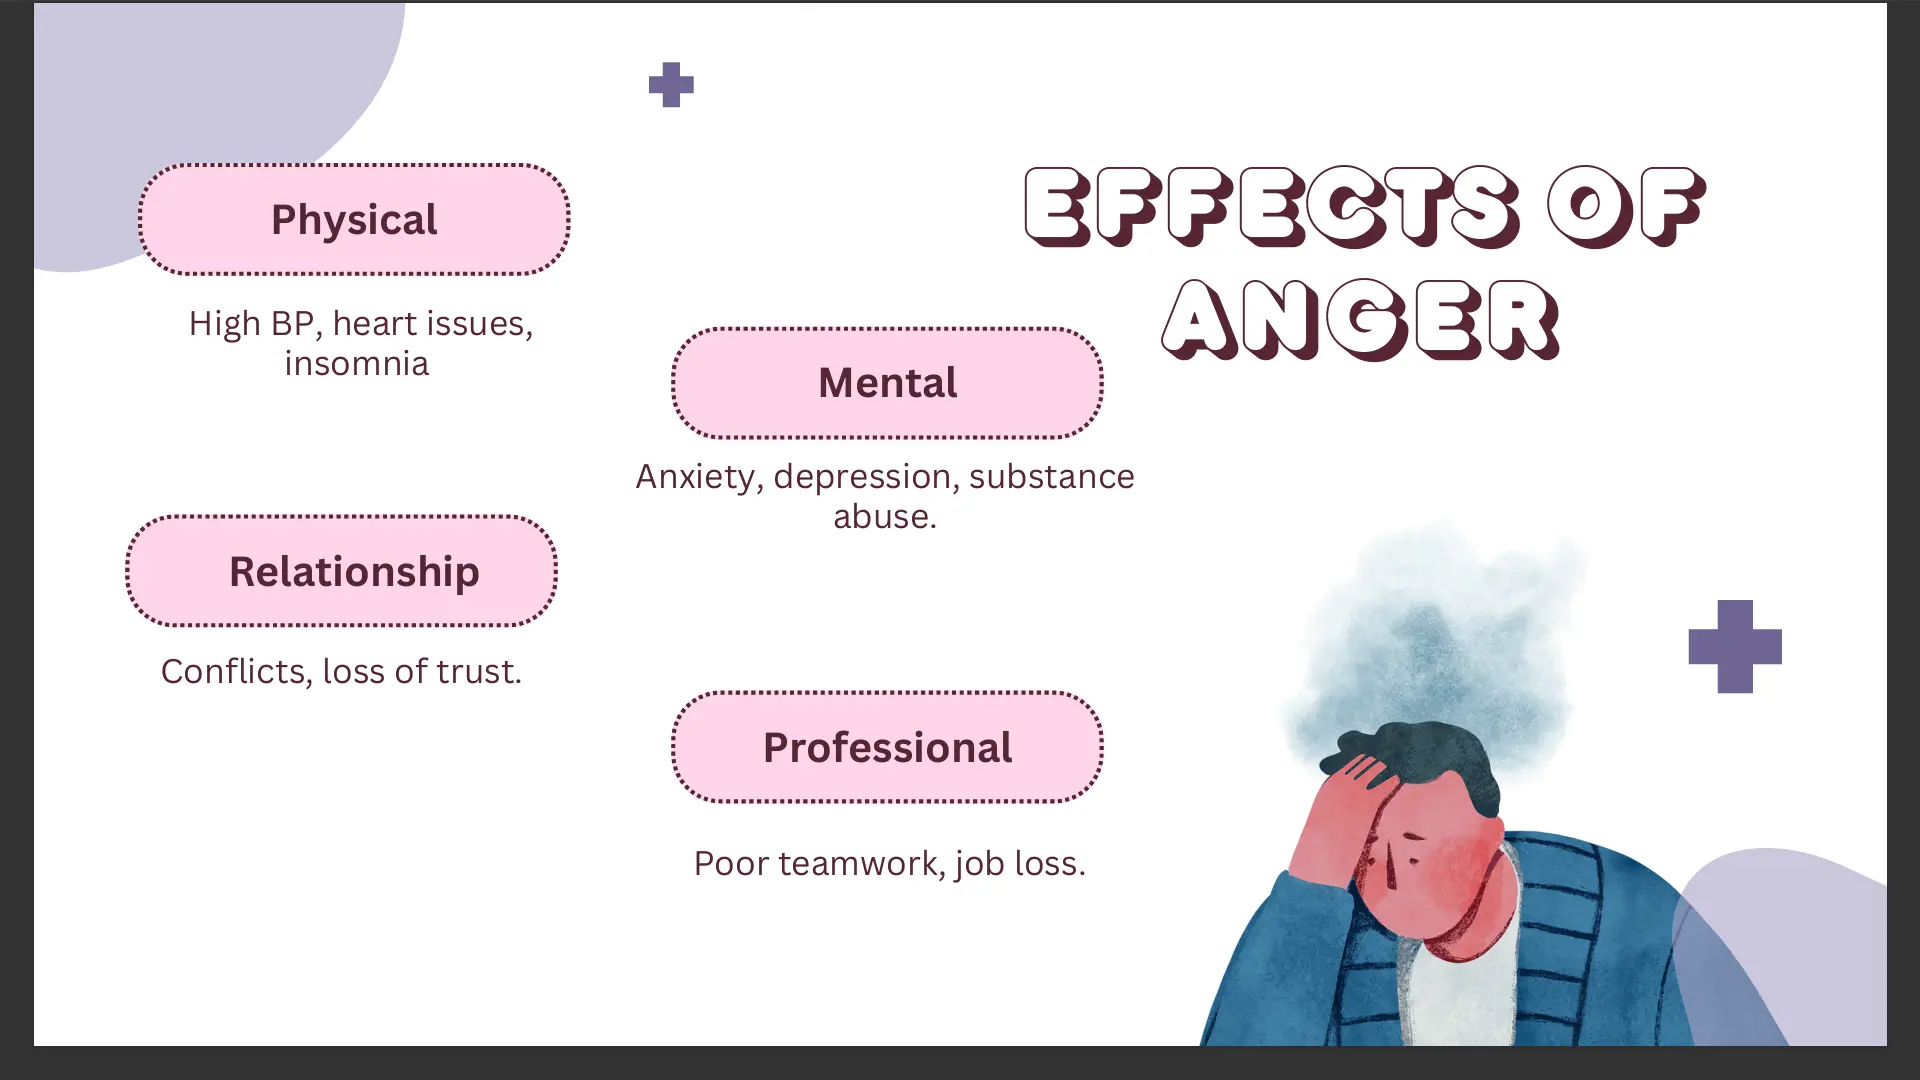 EFFECTS OF
ANGER
Physical
High BP, heart issues,
insomnia
Mental
Anxiety, depression, substance
abuse.
Relationship
Conflicts, loss of trust.
Professional
Poor teamwork, job loss.